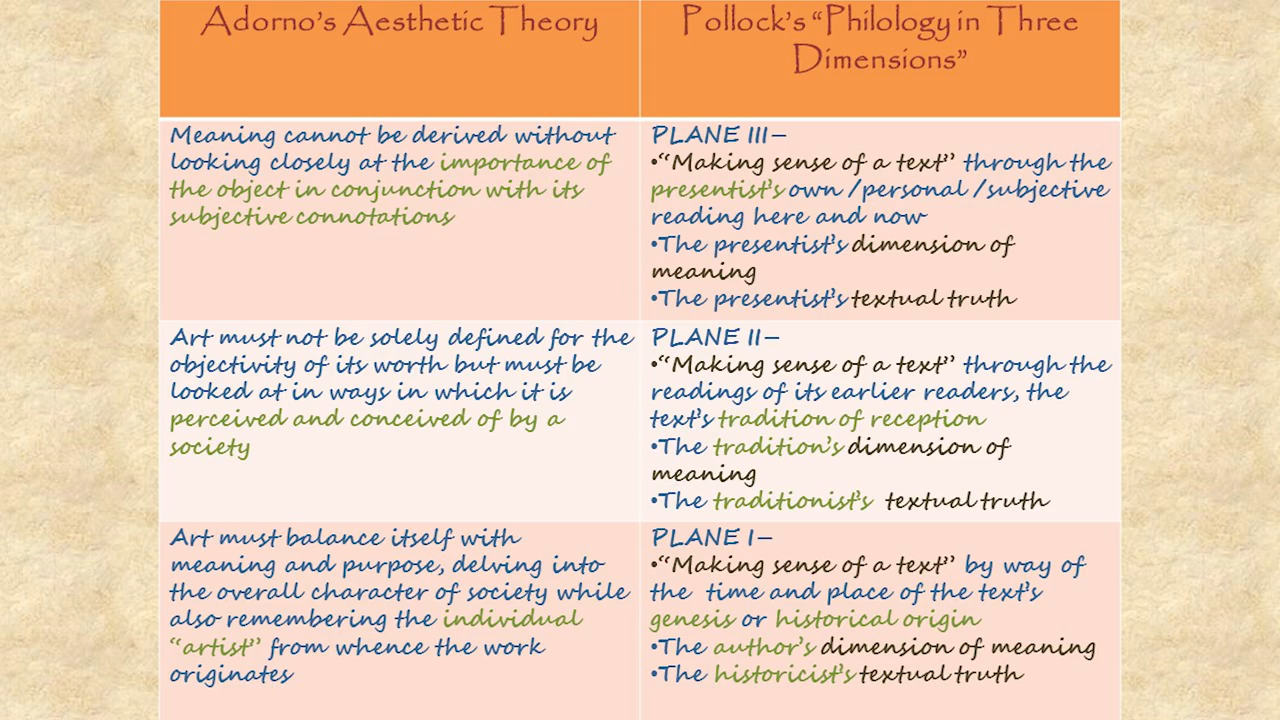 Adorno's Aesthetic Theory
Pollock's “Philology in Three
Dimensions”
Meaning cannot be derived without
looking closely at the importance of
the object in conjunction with its
subjective connotations
PLANE III–
•“Making sense of a text” through the
presentist's own /personal /subjective
reading here and now
•The presentist's dimension of
meaning
•The presentist's textual truth
Art must not be solely defined for the
objectivity of its worth but must be
looked at in ways in which it is
perceived and conceived of by a
society
PLANE II–
•“Making sense of a text” through the
readings of its earlier readers, the
text's tradition of reception
•The tradition's dimension of
meaning
•The traditionist's textual truth
Art must balance itself with
meaning and purpose, delving into
the overall character of society while
also remembering the individual
“artist” from whence the work
originates
PLANE I–
•“Making sense of a text” by way of
the time and place of the text's
genesis or historical origin
•The author's dimension of meaning
•The historicist's textual truth